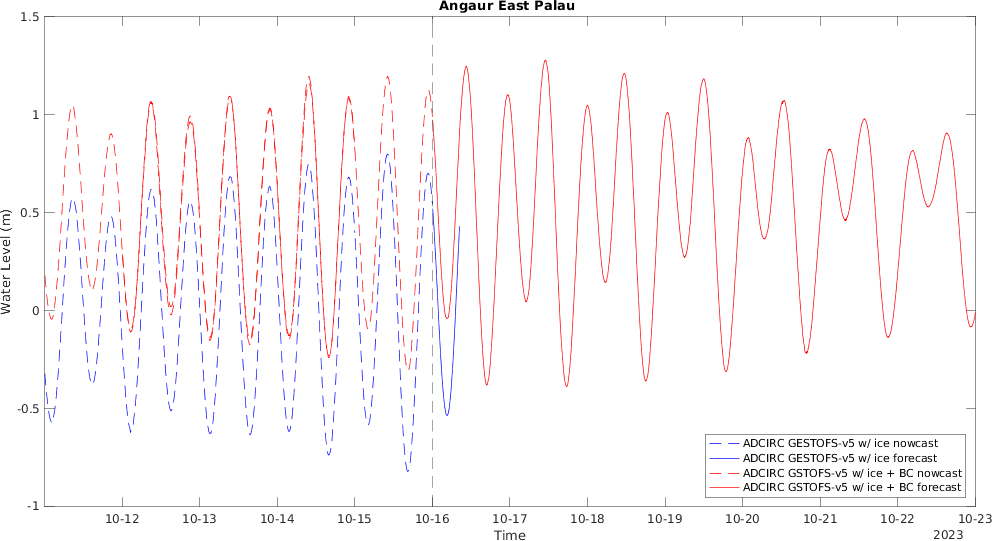 Angaur East Palau
1.5
1
0.5
0
-0.5
-1
Water Level (m)
10-12 10-13 10-14 10-15 10-16 10-17 10-18 10-19 10-20 10-21 10-22 10-23
Time
2023
ADCIRC GESTOFS-v5 w/ ice nowcast
ADCIRC GESTOFS-v5 w/ ice forecast
ADCIRC GSTOFS-v5 w/ ice + BC nowcast
ADCIRC GSTOFS-v5 w/ ice + BC forecast